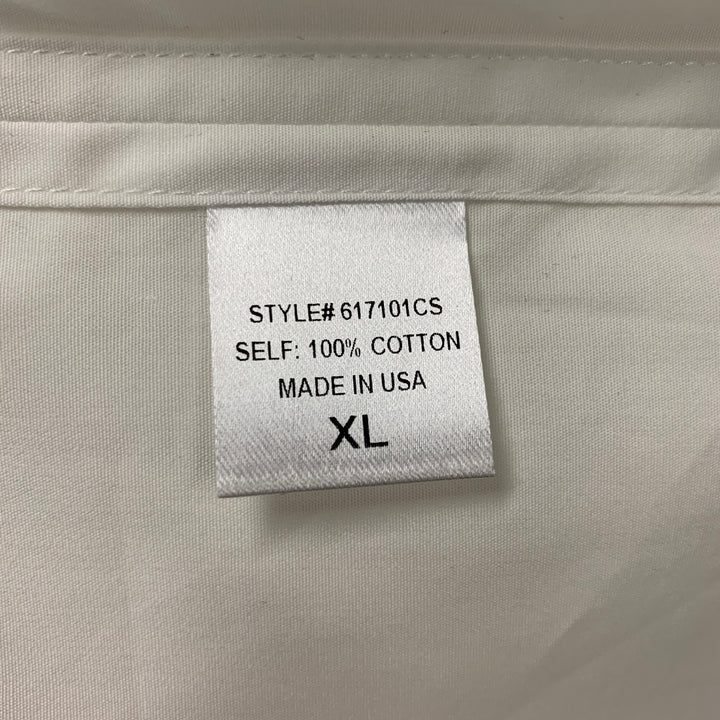 STYLE# 617101CS
SELF: 100% COTTON
MADE IN USA
XL